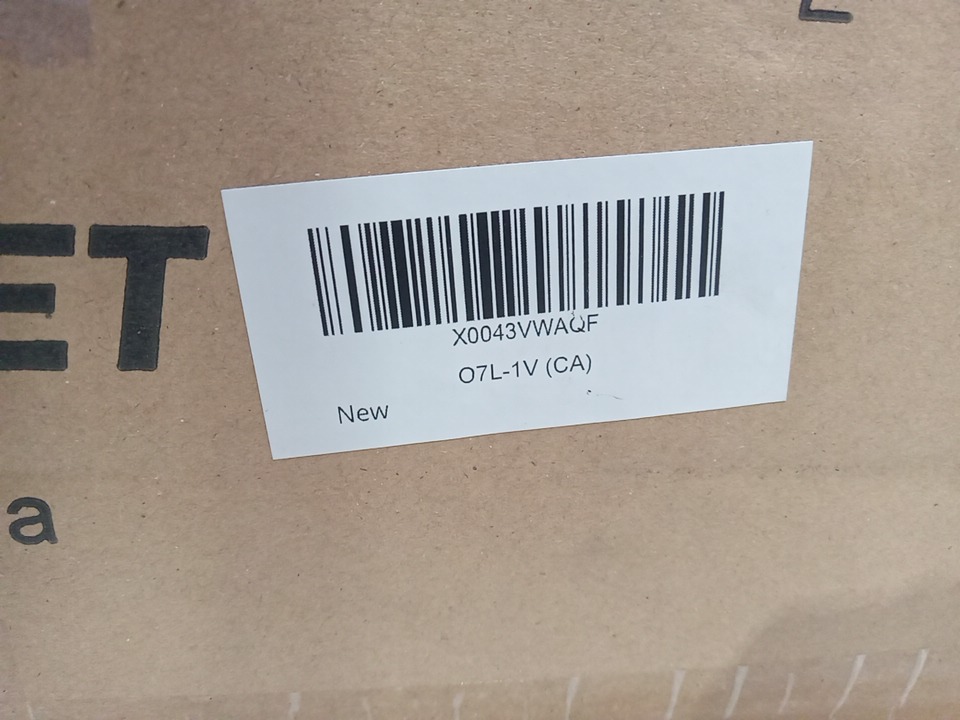 ET
X0043VWAQF
O7L-1V (CA)
New
a